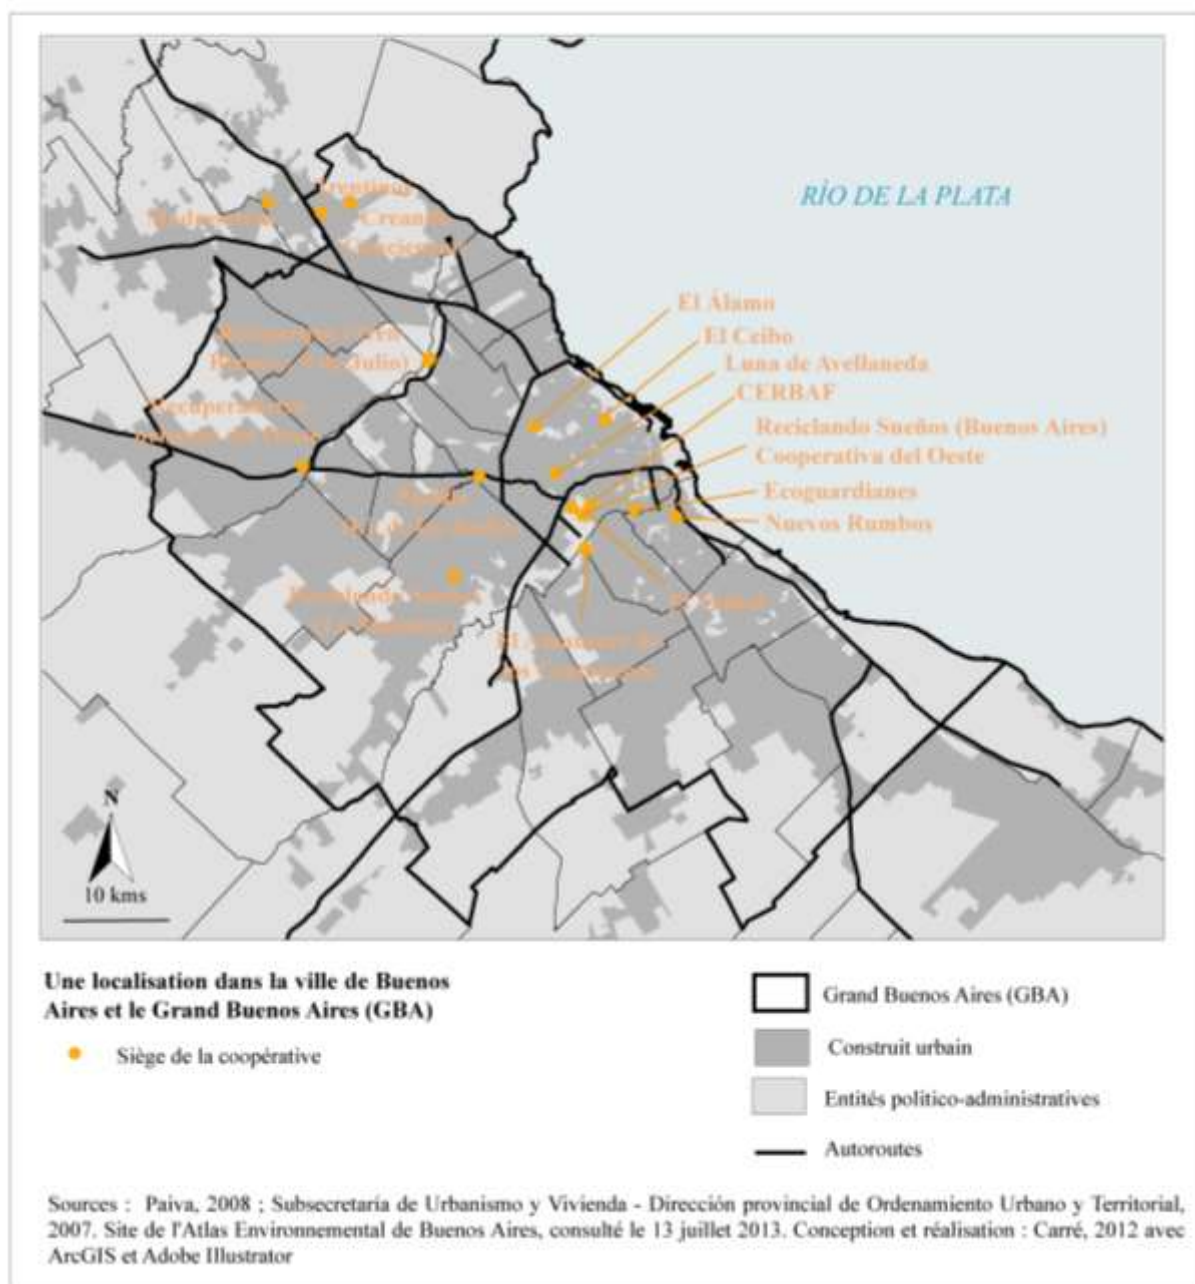 RÍO DE LA PLATA
Creando
El Álamo
El Ceibo
Luna de Avellaneda
CERBAF
Reciclando Sueños (Buenos Aires)
Cooperativa del Oeste
Ecoguardianes
Nuevos Rumbos
N
10 kms
Une localisation dans la ville de Buenos
Aires et le Grand Buenos Aires (GBA)
Siège de la coopérative
Grand Buenos Aires (GBA)
Construit urbain
Entités politico-administratives
Autoroutes
Sources : Paiva, 2008 ; Subsecretaría de Urbanismo y Vivienda - Dirección provincial de Ordenamiento Urbano y Territorial,
2007. Site de l'Atlas Environnemental de Buenos Aires, consulté le 13 juillet 2013. Conception et réalisation : Carré, 2012 avec
ArcGIS et Adobe Illustrator